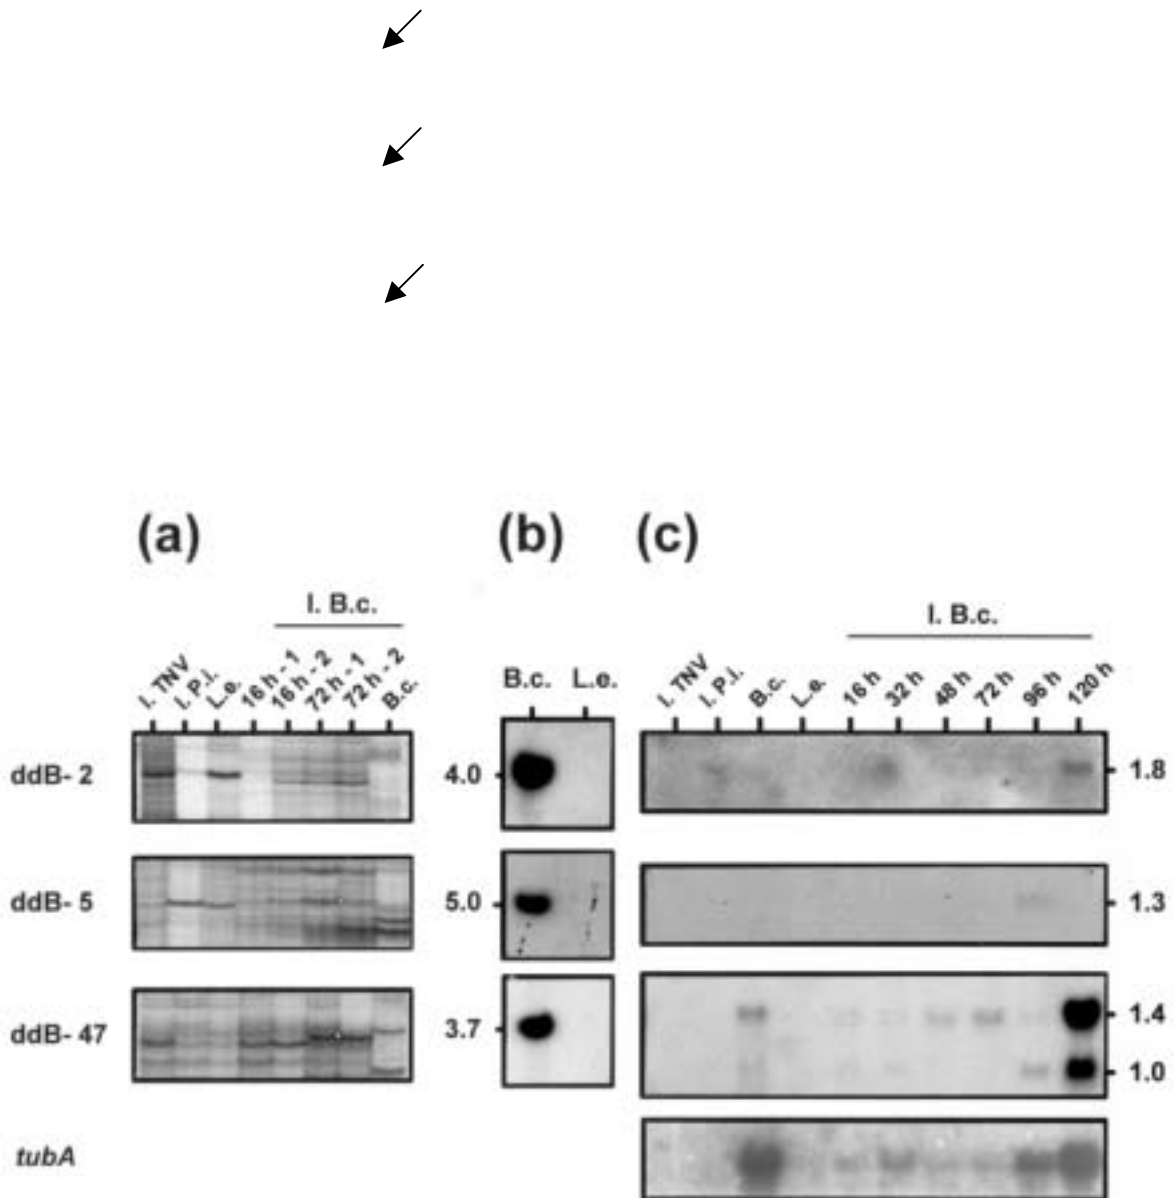 (a) (b) (c)
I. B.c.
I. TNV I. P.i. L.e. 16 h - 1 16 h - 2 72 h - 1 72 h - 2 B.c.
B.c. L.e.
I. B.c.
I. TNV I. P.i. B.c. L.e. 16 h 32 h 48 h 72 h 96 h 120 h
ddB- 2 4.0 1.8
ddB- 5 5.0 1.3
ddB- 47 3.7 1.4
1.0
tubA